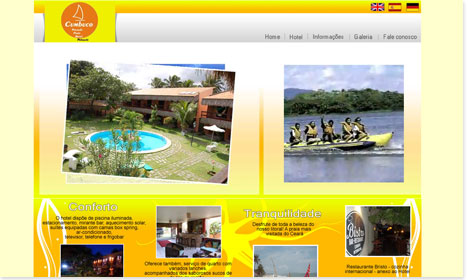 Cumbuco
Home | Hotel | Informações | Galeria | Fale conosco
Conforto
O hotel dispõe de piscina iluminada,
estacionamento, mirante bar, aquecimento solar,
suítes equipadas com camas box spring,
ar-condicionado,
televisor, telefone e frigobar
Oferece também, serviço de quarto com
variados lanches,
acompanhados dos saborosos sucos de
Tranquilidade
Desfrute de toda a beleza do
nosso litoral! A praia mais
visitada do Ceará
Restaurante Bristo - cozinha
internacional - anexo ao Hotel